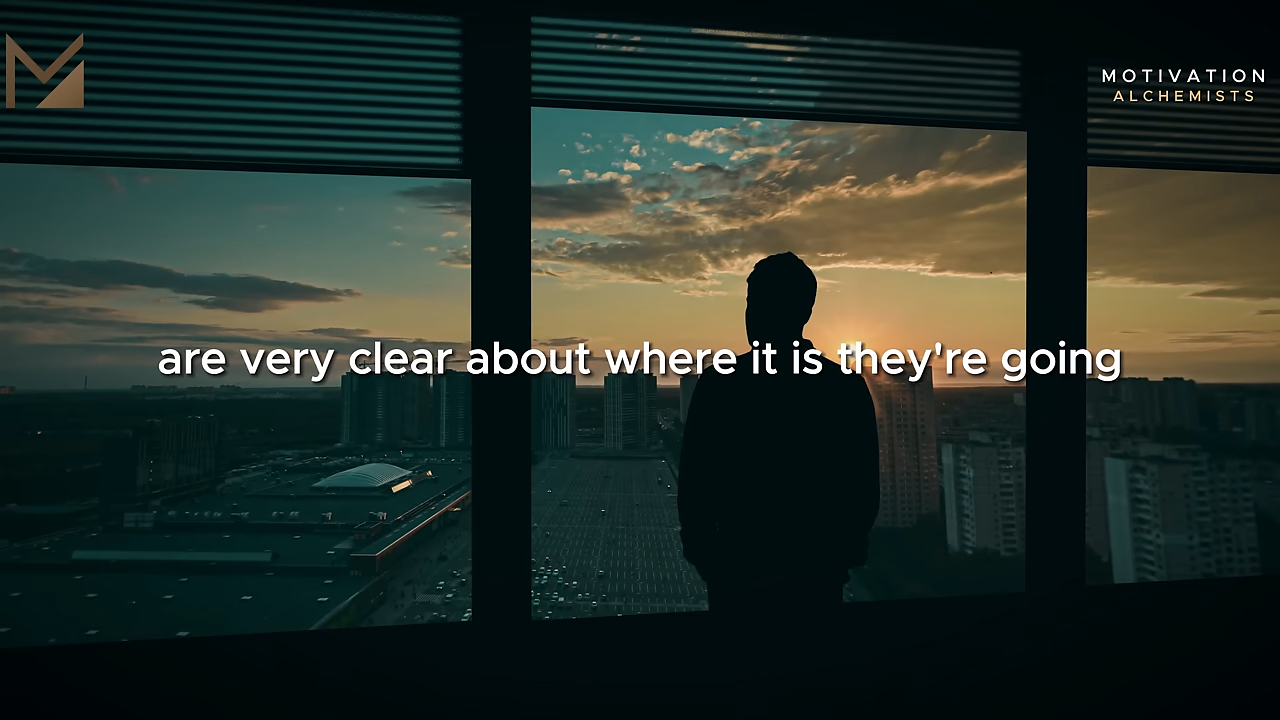 MOTIVATION
ALCHEMISTS
are very clear about where it is they're going